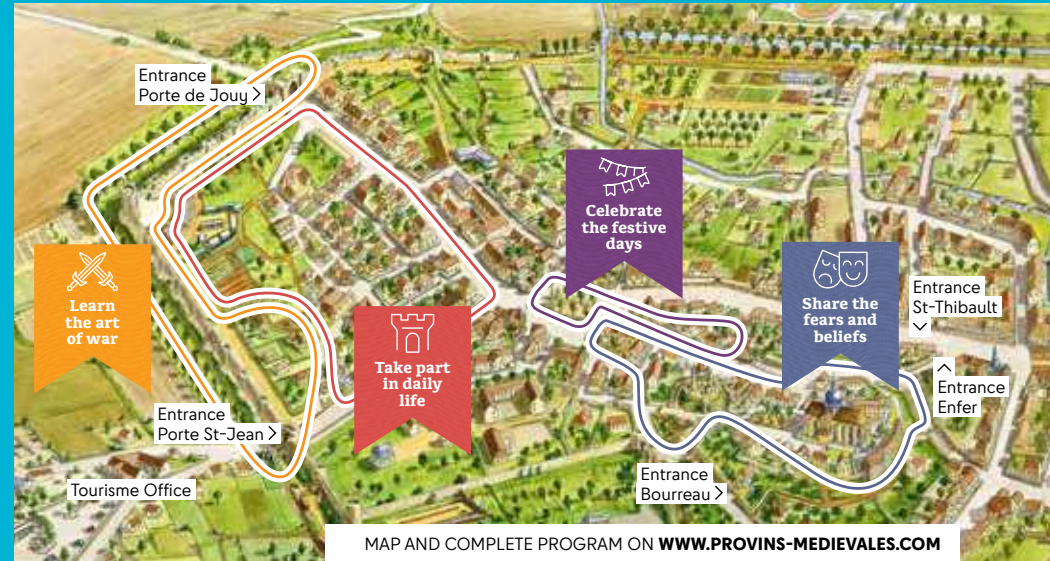 Entrance
Porte de Jouy >
Celebrate
the festive
days
Learn
the art
of war
Share the
fears and
beliefs
Entrance
St-Thibault
Take part
in daily
life
Entrance
Enfer
Entrance
Porte St-Jean >
Entrance
Bourreau >
Tourisme Office
MAP AND COMPLETE PROGRAM ON WWW.PROVINS-MEDIEVALES.COM